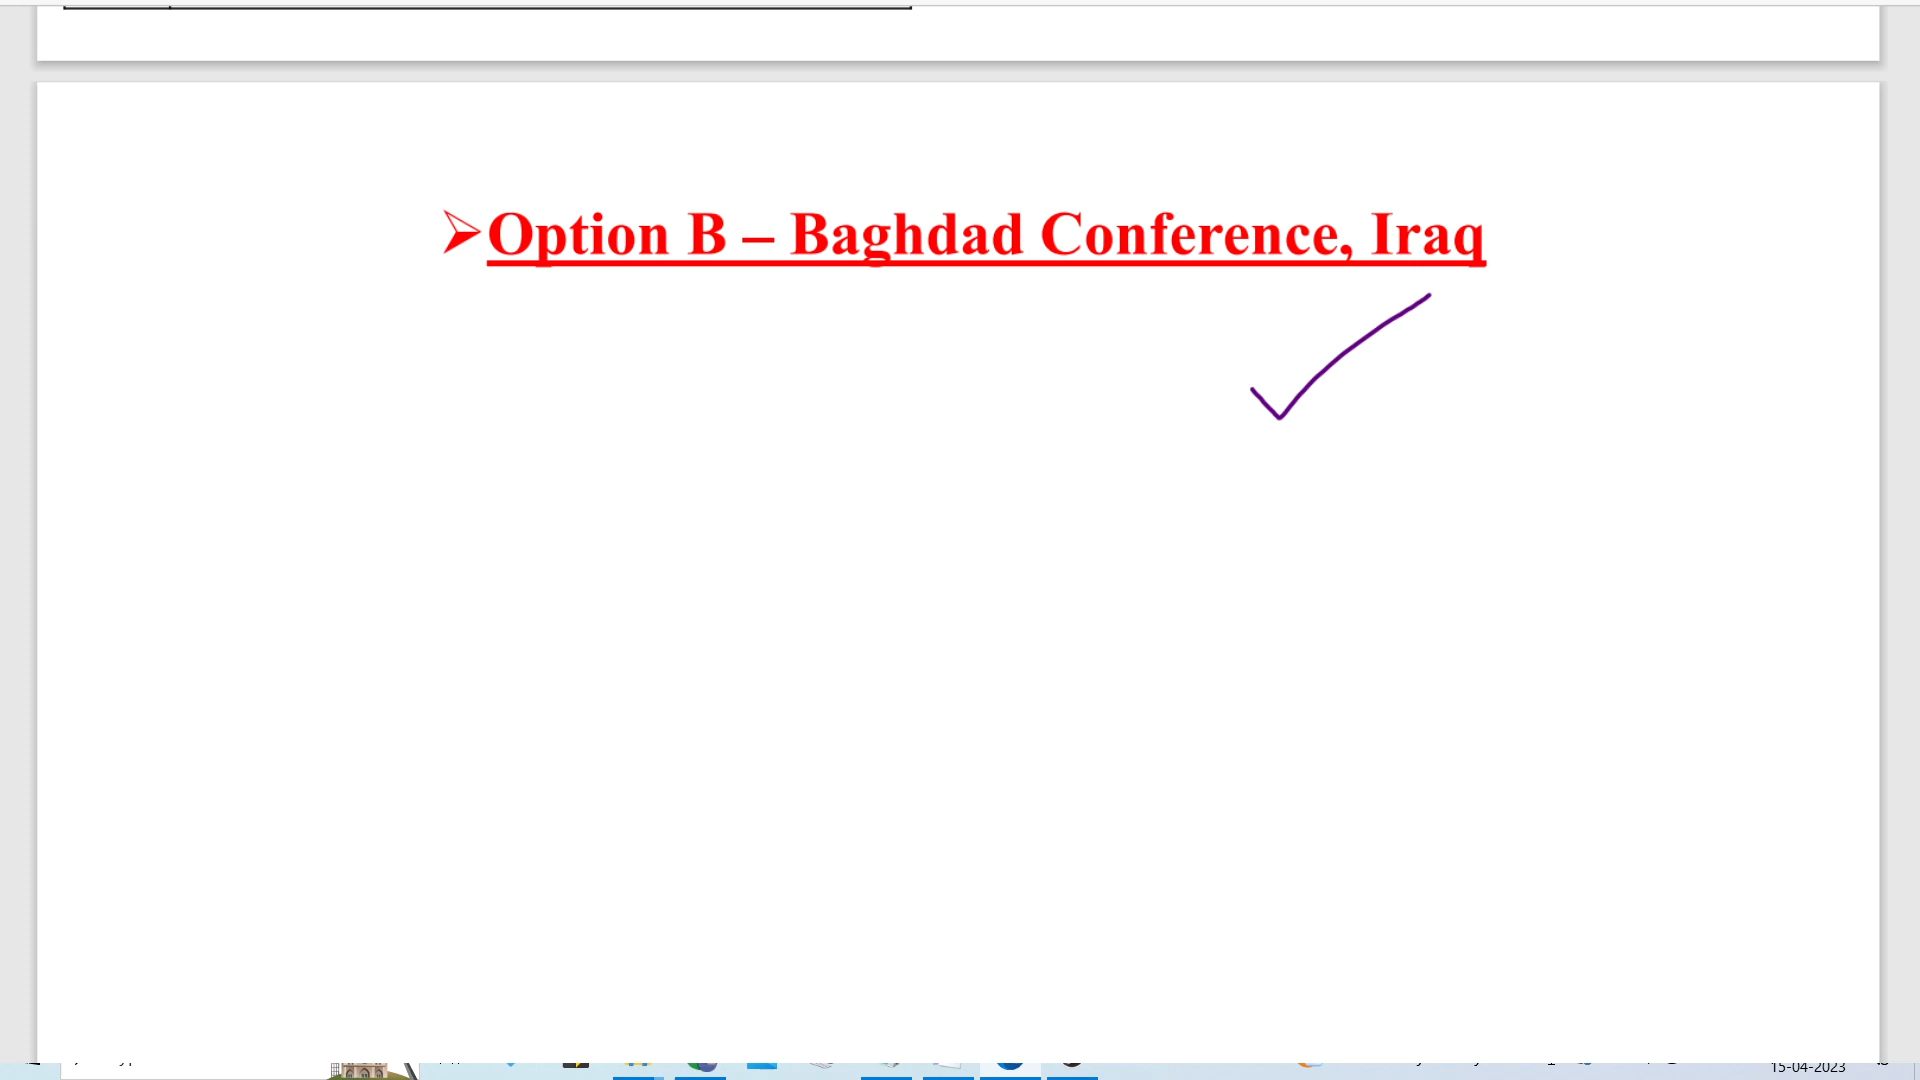 ➢Option B – Baghdad Conference, Iraq
15-04-2023